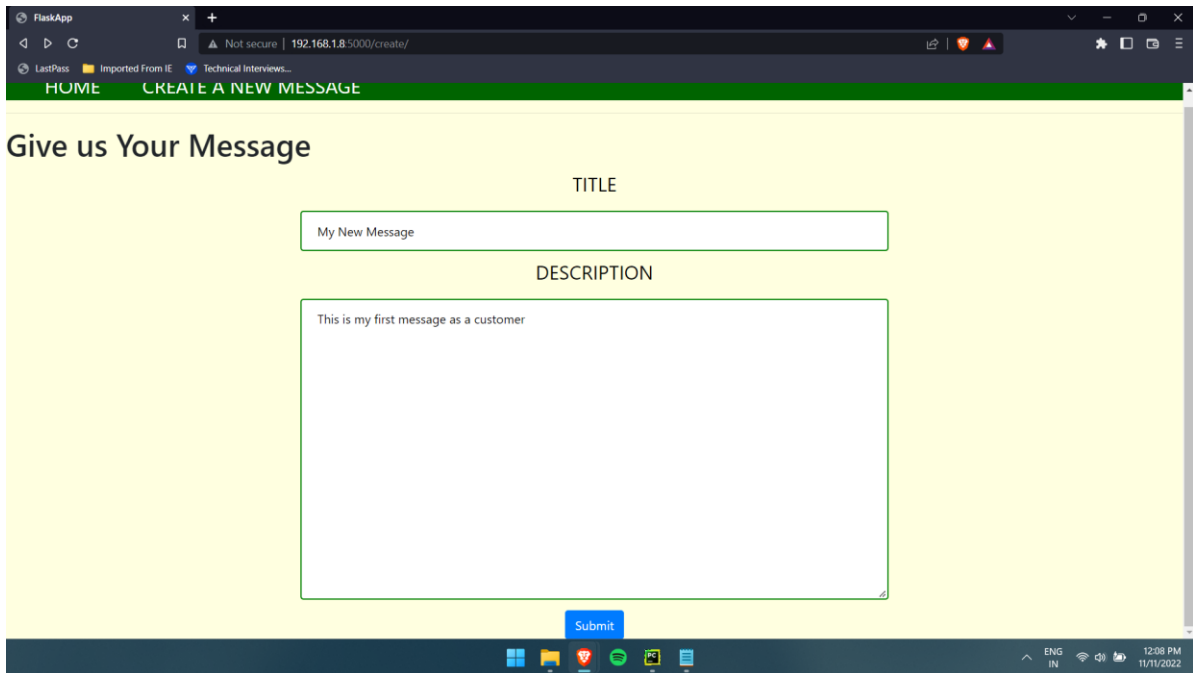 FlaskApp
Not secure | 192.168.1.8:5000/create/
LastPass Imported From IE Technical Interviews...
HOME CREATE A NEW MESSAGE
Give us Your Message
TITLE
My New Message
DESCRIPTION
This is my first message as a customer
Submit
PC
ENG
IN
12:08 PM
11/11/2022